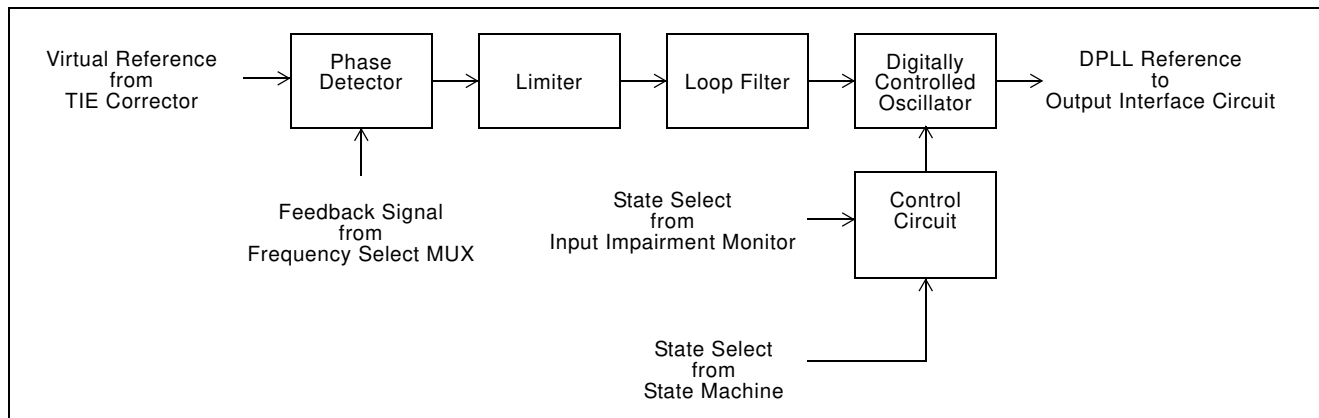 Virtual Reference
from
TIE Corrector
Phase
Detector
Limiter
Loop Filter
Digitally
Controlled
Oscillator
DPLL Reference
to
Output Interface Circuit
Feedback Signal
from
Frequency Select MUX
State Select
from
Input Impairment Monitor
Control
Circuit
State Select
from
State Machine